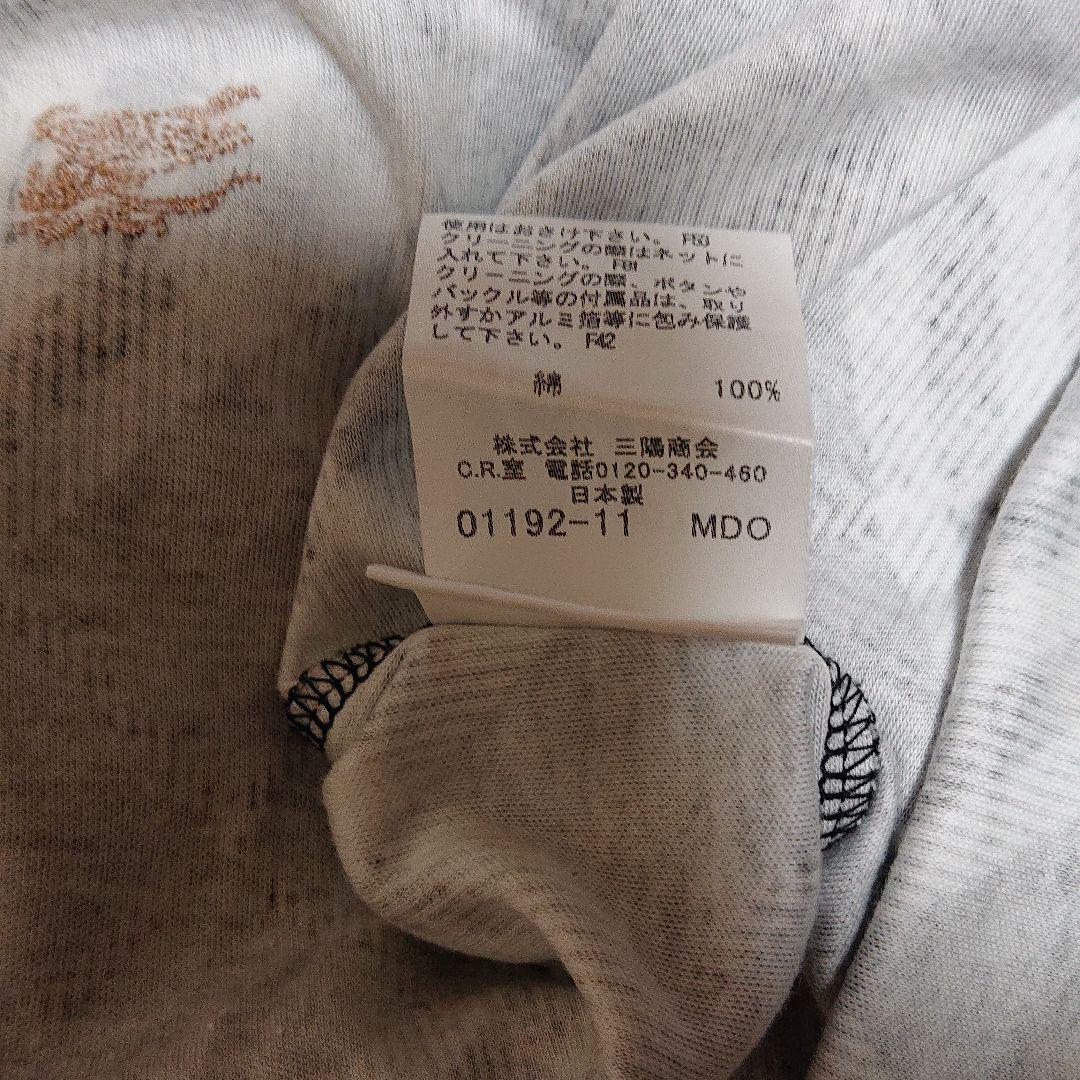 使用はおさけ下さい。 F53
クリーニングの際はネットに
入れて下さい。 F81
クリーニングの際、ボタンや
バックル等の付属品は、取り
外すかアルミ箔等に包み保護
して下さい。 F42
綿 100%
株式会社 三陽商会
C.R.室 電話0120-340-460
日本製
01192-11 MDO